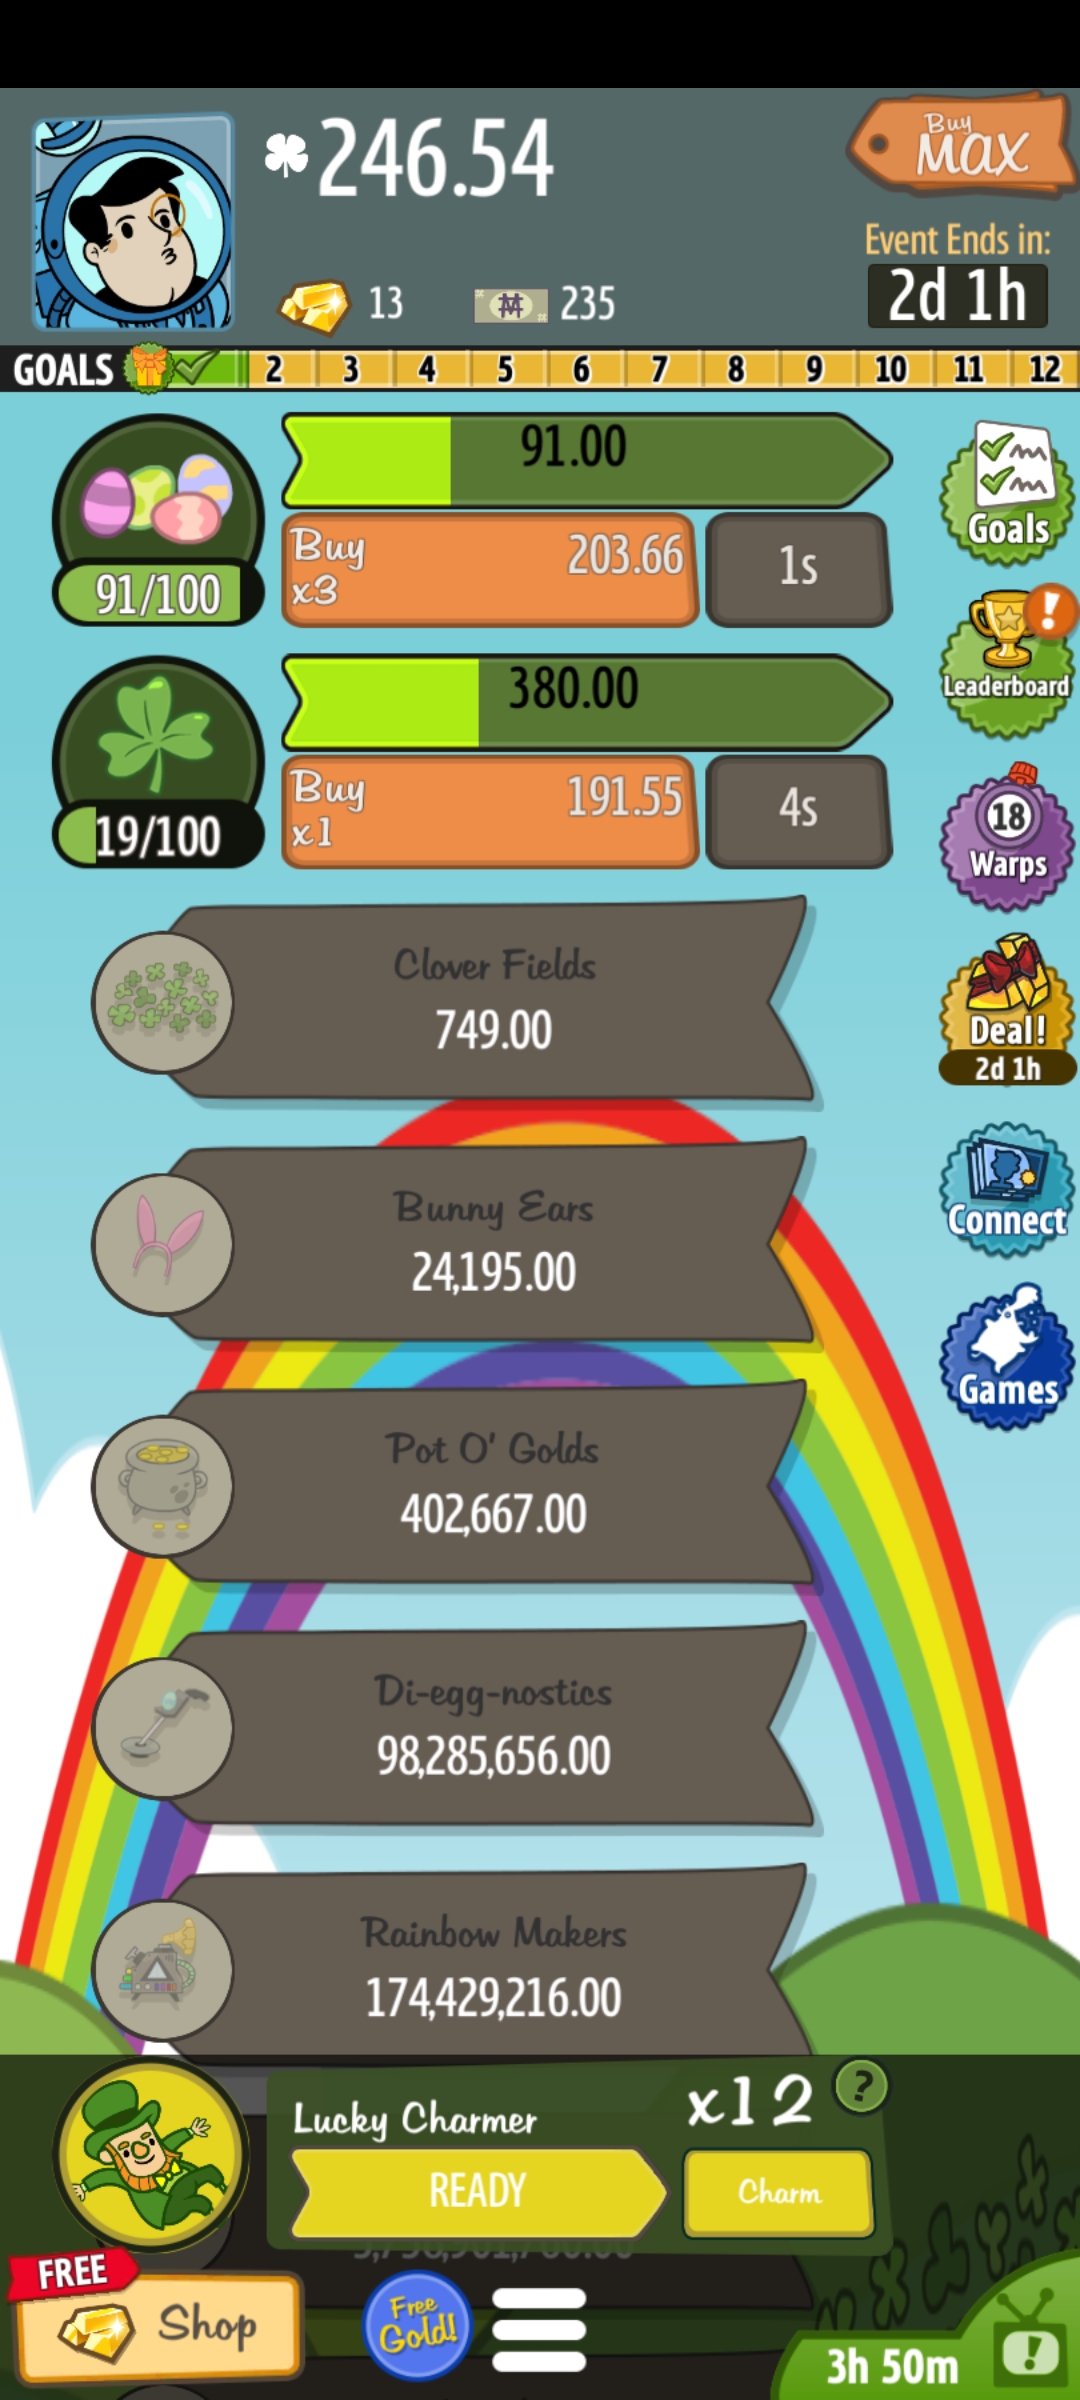 246.54
Buy
MAX
13
235
Event Ends in:
2d 1h
GOALS 2 3 4 5 6 7 8 9 10 11 12
91.00
Buy
x3
203.66
1s
91/100
Goals
380.00
Buy
x1
191.55
4s
19/100
Leaderboard
18
Warps
Clover Fields
749.00
Deal!
2d 1h
Bunny Ears
24,195.00
Connect
Pot O' Golds
402,667.00
Games
Di-egg-nostics
98,285,656.00
Rainbow Makers
174,429,216.00
Lucky Charmer
x12
?
READY
Charm
FREE
Shop
Free
Gold!
3h 50m